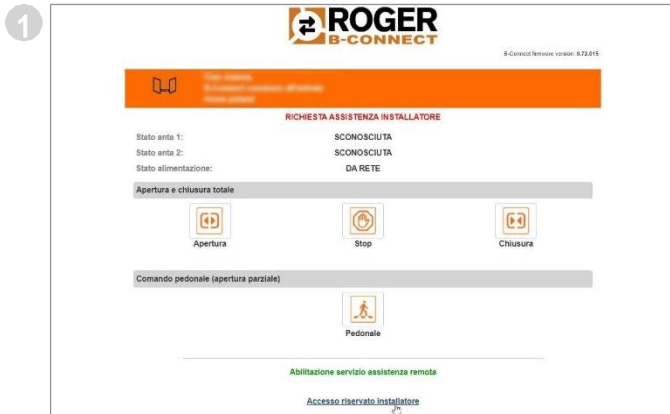 1
ROGER
B-CONNECT
B-Connect firmware version: 0.72.015
RICHIESTA ASSISTENZA INSTALLATORE
Stato anta 1: SCONOSCIUTA
Stato anta 2: SCONOSCIUTA
Stato alimentazione: DA RETE
Apertura e chiusura totale
Apertura Stop Chiusura
Comando pedonale (apertura parziale)
Pedonale
Abilitazione servizio assistenza remota
Accesso riservato installatore